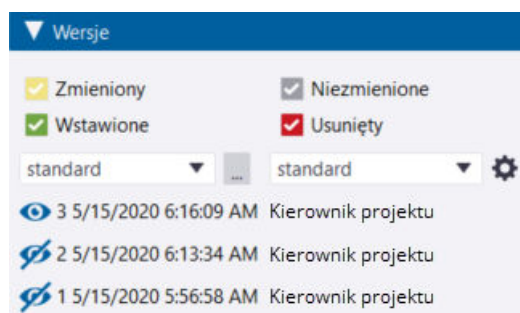 Wersje
Zmieniony Niezmienione
Wstawione Usunięty
standard ... standard
3 5/15/2020 6:16:09 AM Kierownik projektu
2 5/15/2020 6:13:34 AM Kierownik projektu
1 5/15/2020 5:56:58 AM Kierownik projektu